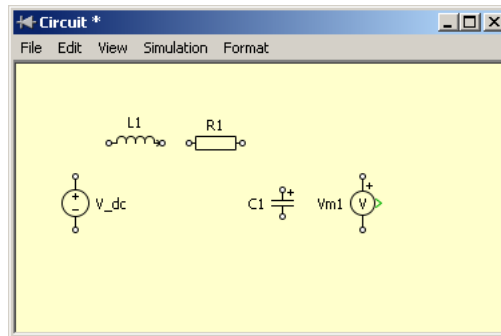 Circuit *
File Edit View Simulation Format
L1 R1
V_dc C1 + Vm1 + V